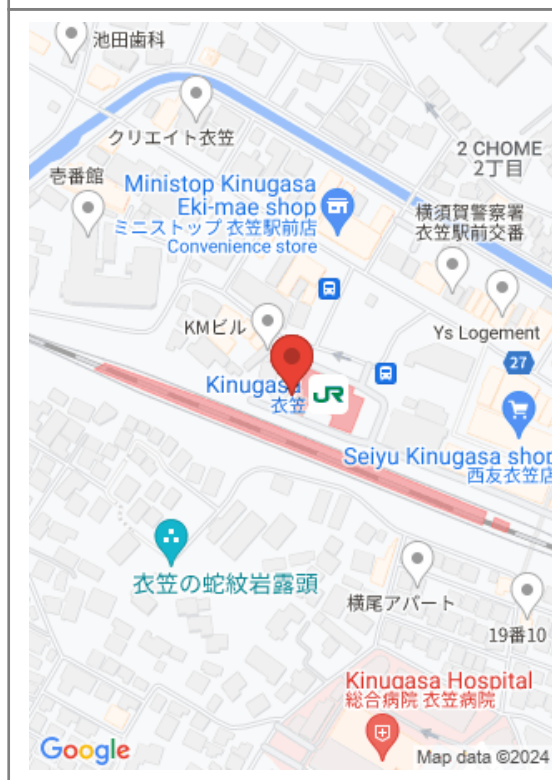 池田歯科
クリエイト衣笠
2 CHOME
2丁目
壱番館
Ministop Kinugasa
Eki-mae shop
ミニストップ 衣笠駅前店
Convenience store
横須賀警察署
衣笠駅前交番
KMビル
Ys Logement
27
Kinugasa
衣笠
JR
Seiyu Kinugasa shop
西友衣笠店
衣笠の蛇紋岩露頭
横尾アパート
19番10
Kinugasa Hospital
総合病院 衣笠病院
Google
Map data ©2024